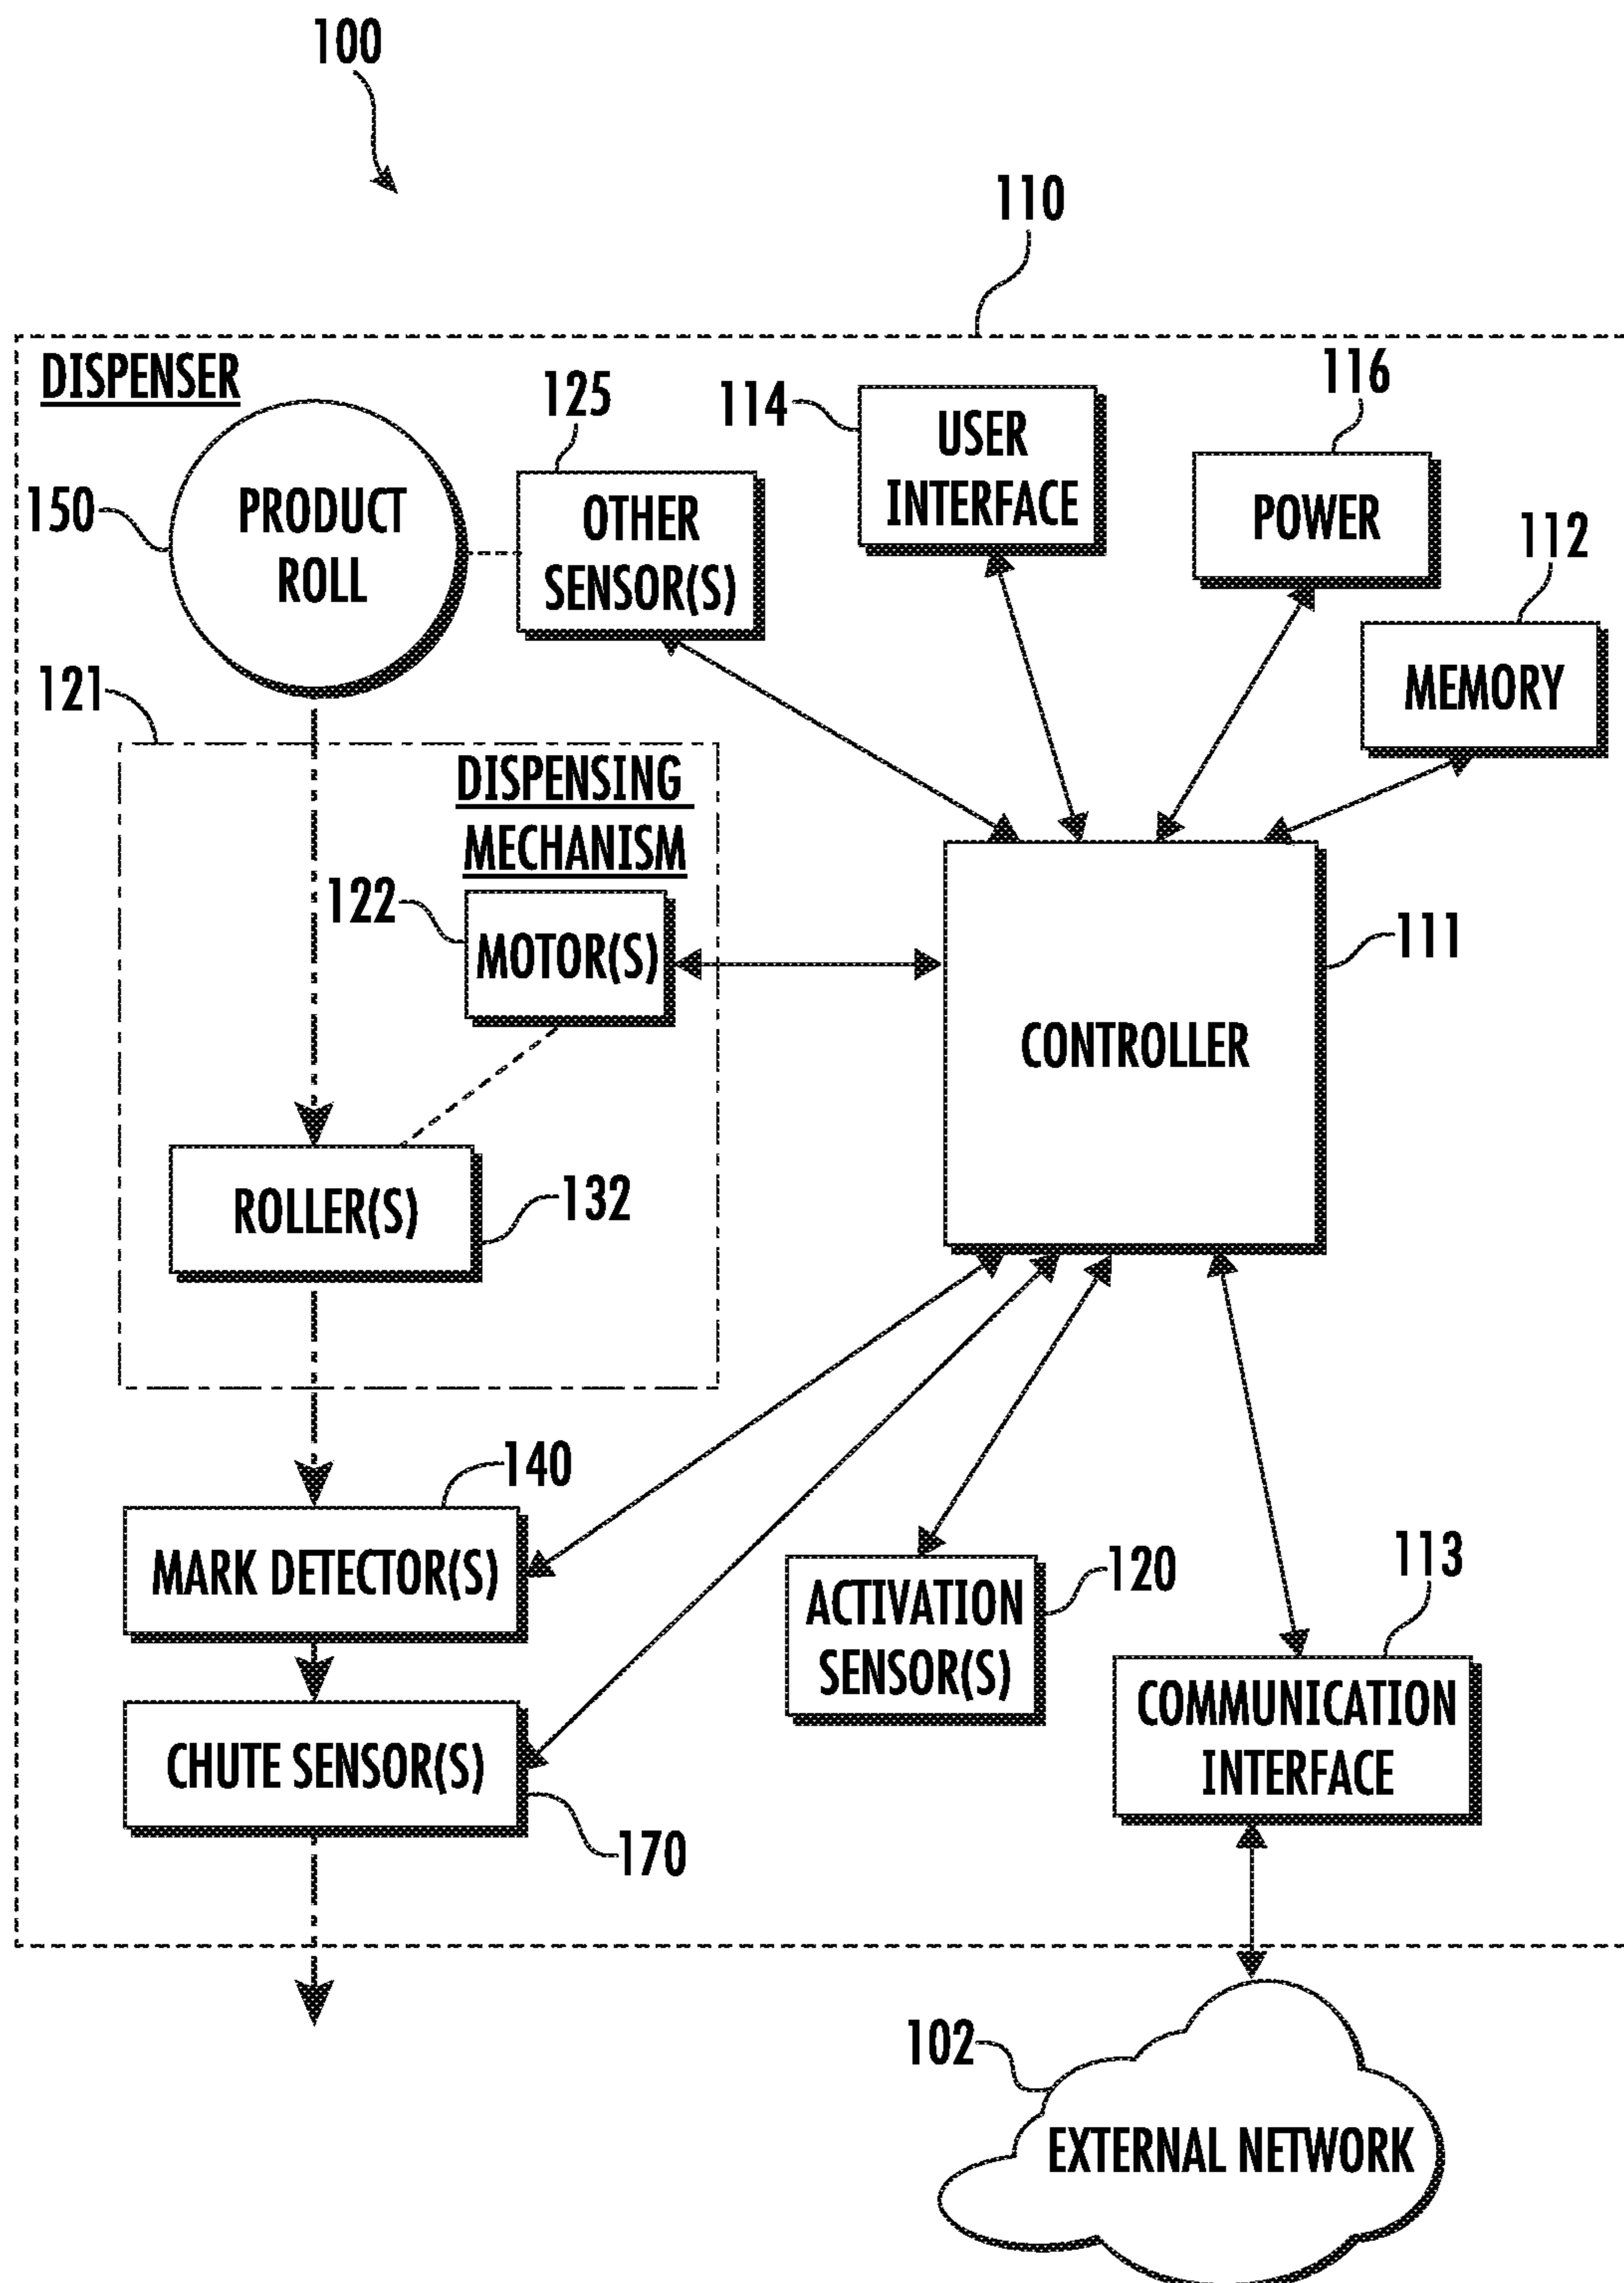 100
110
DISPENSER
125
114
USER
INTERFACE
116
POWER
112
MEMORY
150
PRODUCT
ROLL
OTHER
SENSOR(S)
121
DISPENSING
MECHANISM
122
MOTOR(S)
111
CONTROLLER
ROLLER(S)
132
140
MARK DETECTOR(S)
ACTIVATION
SENSOR(S)
120
113
COMMUNICATION
INTERFACE
CHUTE SENSOR(S)
170
102
EXTERNAL NETWORK